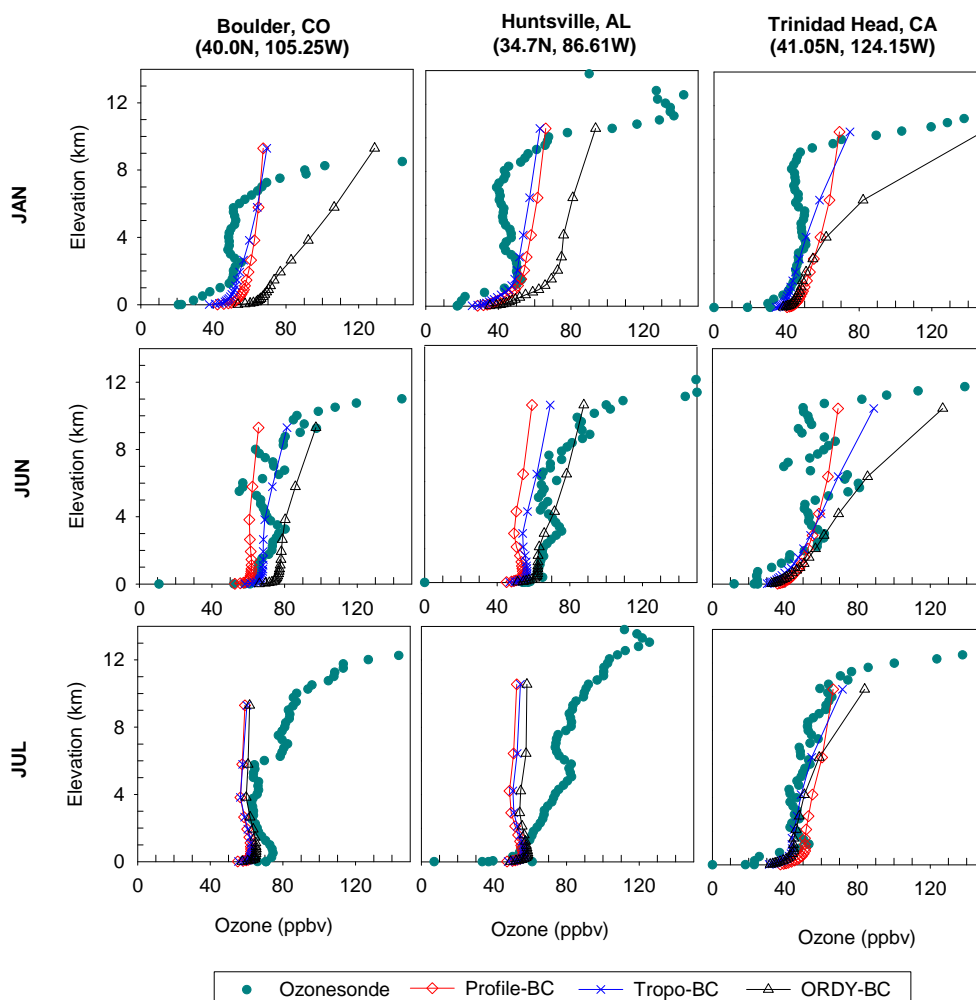 Boulder, CO
(40.0N, 105.25W)
Huntsville, AL
(34.7N, 86.61W)
Trinidad Head, CA
(41.05N, 124.15W)
JAN
Elevation (km)
12
8
4
0
0 40 80 120
0 40 80 120
0 40 80 120
JUN
Elevation (km)
12
8
4
0
0 40 80 120
0 40 80 120
0 40 80 120
JUL
Elevation (km)
12
8
4
0
0 40 80 120
0 40 80 120
0 40 80 120
Ozone (ppbv)
Ozone (ppbv)
Ozone (ppbv)
Ozonesonde Profile-BC Tropo-BC ORDY-BC